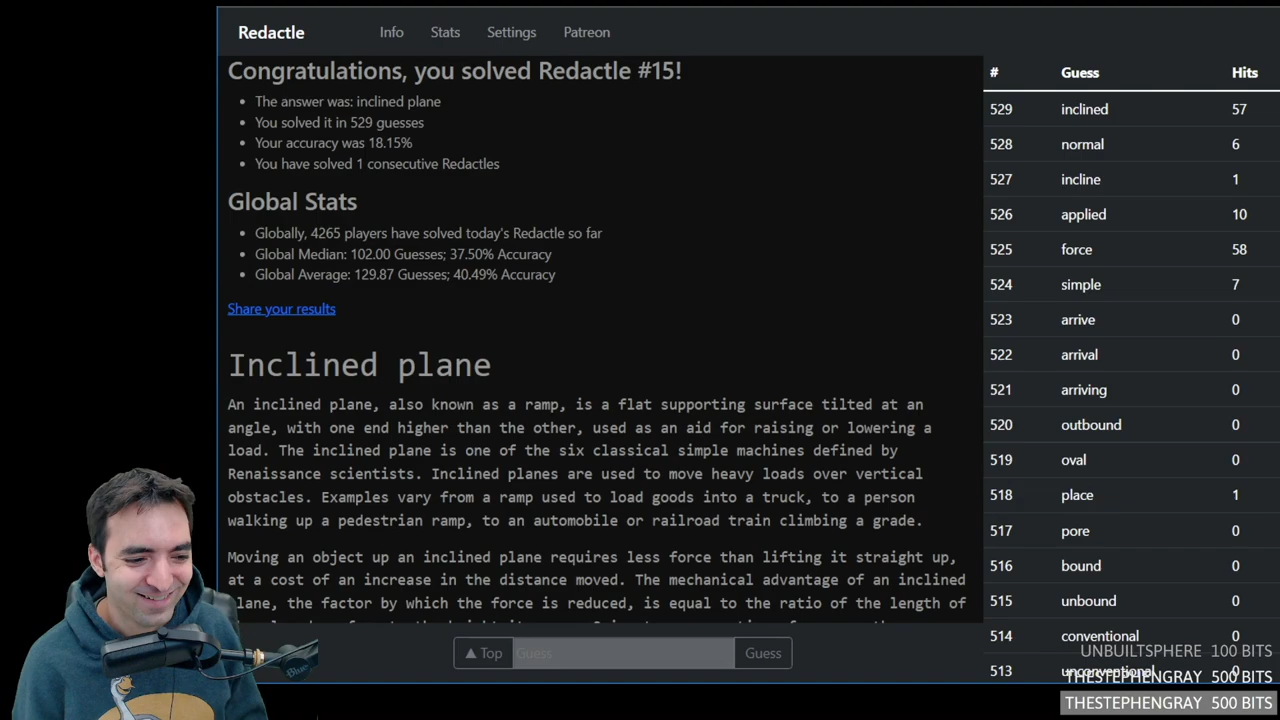 Redactle Info Stats Settings Patreon
Congratulations, you solved Redactle #15!
The answer was: inclined plane
You solved it in 529 guesses
Your accuracy was 18.15%
You have solved 1 consecutive Redactles
Global Stats
Globally, 4265 players have solved today's Redactle so far
Global Median: 102.00 Guesses; 37.50% Accuracy
Global Average: 129.87 Guesses; 40.49% Accuracy
Share your results
Inclined plane
An inclined plane, also known as a ramp, is a flat supporting surface tilted at an
angle, with one end higher than the other, used as an aid for raising or lowering a
load. The inclined plane is one of the six classical simple machines defined by
Renaissance scientists. Inclined planes are used to move heavy loads over vertical
obstacles. Examples vary from a ramp used to load goods into a truck, to a person
walking up a pedestrian ramp, to an automobile or railroad train climbing a grade.
Moving an object up an inclined plane requires less force than lifting it straight up,
at a cost of an increase in the distance moved. The mechanical advantage of an inclined
plane, the factor by which the force is reduced, is equal to the ratio of the length of
▲ Top Guess Guess
# Guess Hits
529 inclined 57
528 normal 6
527 incline 1
526 applied 10
525 force 58
524 simple 7
523 arrive 0
522 arrival 0
521 arriving 0
520 outbound 0
519 oval 0
518 place 1
517 pore 0
516 bound 0
515 unbound 0
514 conventional 0
513 unconventional 0
UNBUILTSPHERE 100 BITS
THESTEPHENGRAY 500 BITS
THESTEPHENGRAY 500 BITS
Blue